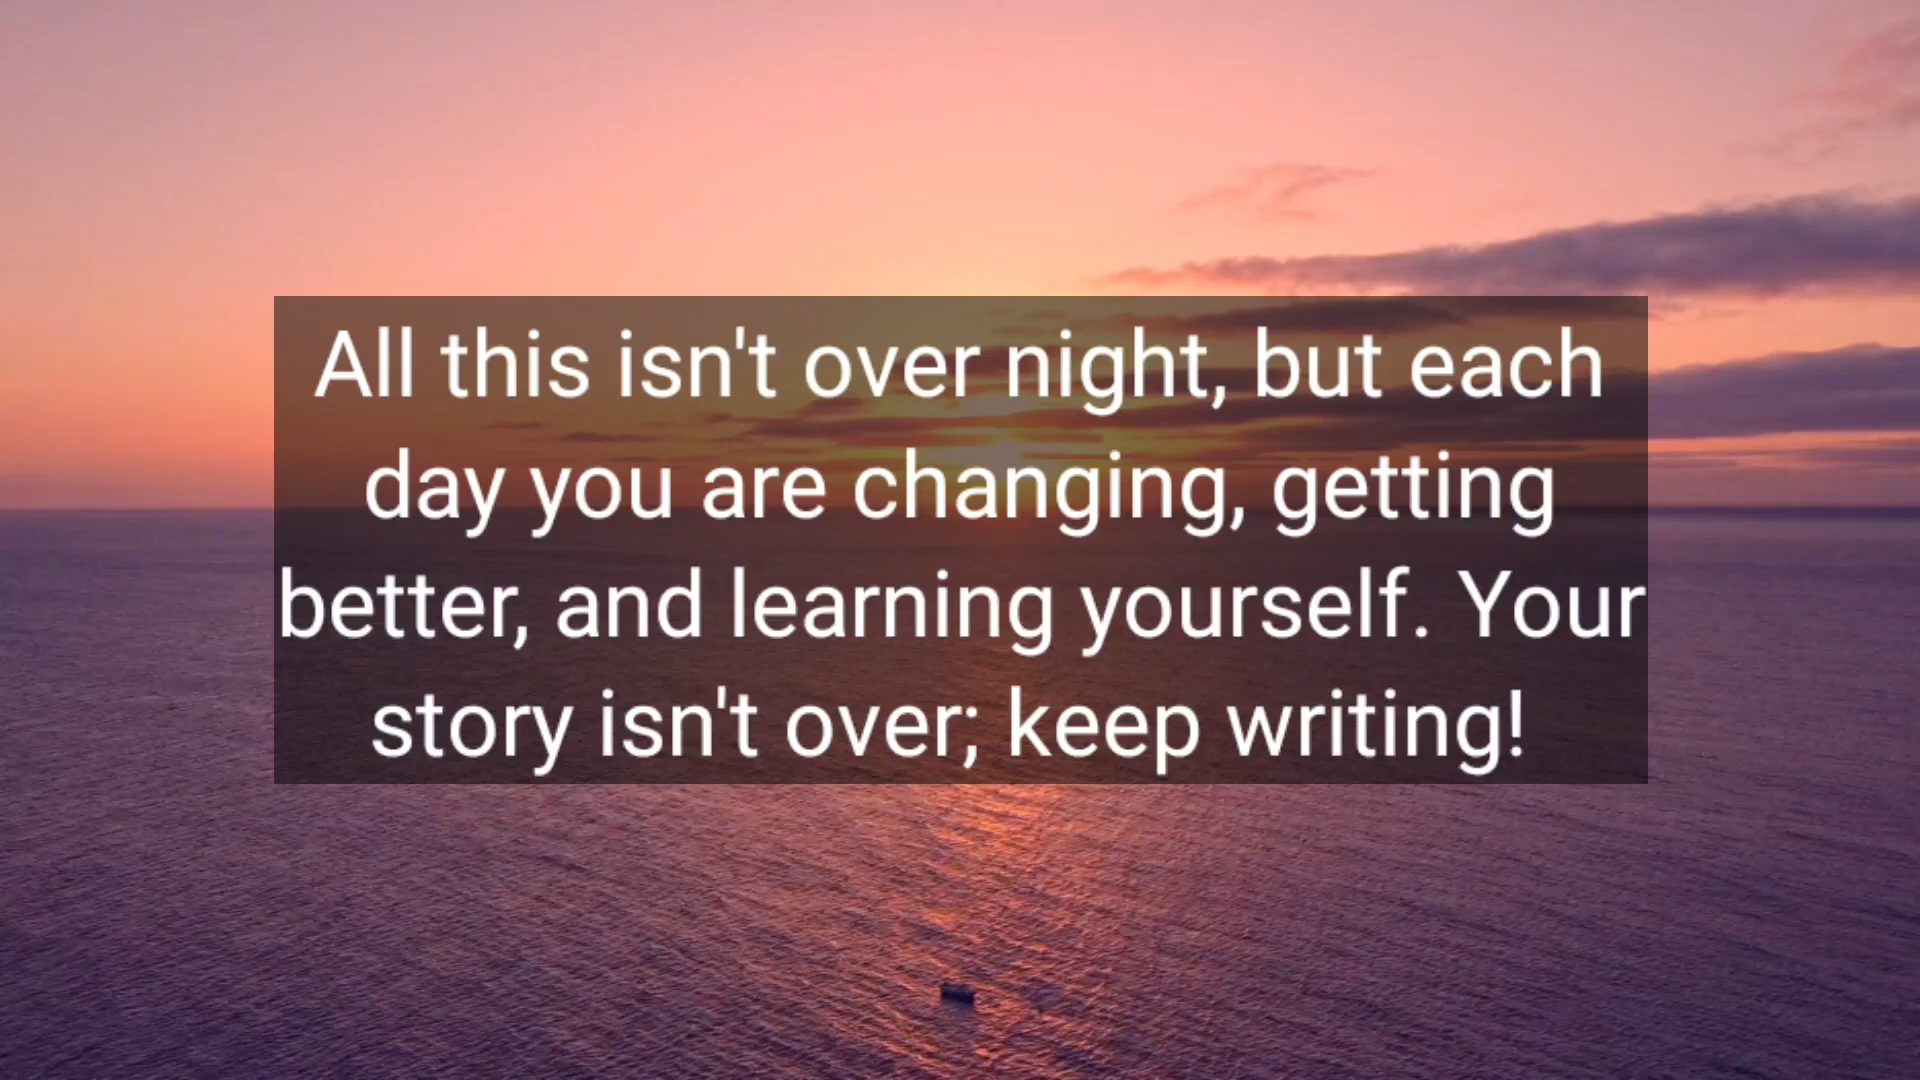 All this isn't over night, but each
day you are changing, getting
better, and learning yourself. Your
story isn't over; keep writing!